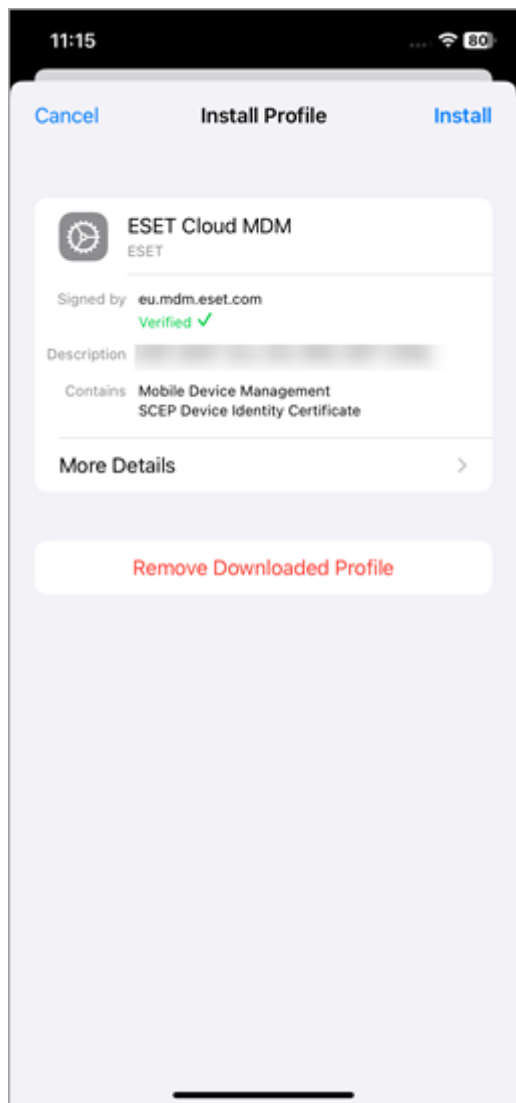 11:15
80
Cancel Install Profile Install
ESET Cloud MDM
ESET
Signed by eu.mdm.eset.com
Verified
Description
Contains Mobile Device Management
SCEP Device Identity Certificate
More Details
Remove Downloaded Profile